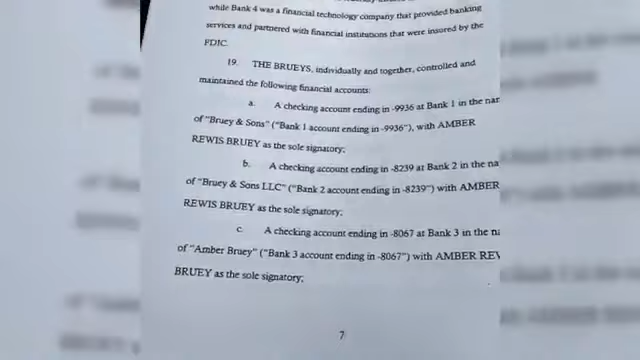 while Bank 4 was a financial technology company that provided banking
services and partnered with financial institutions that were insured by the
FDIC.
19. THE BRUEYS, individually and together, controlled and
maintained the following financial accounts:
a. A checking account ending in -9936 at Bank 1 in the
of "Bruey & Sons" ("Bank 1 account ending in -9936"), with AMBER
REWIS BRUEY as the sole signatory;
b. A checking account ending in -8239 at Bank 2 in the
of "Bruey & Sons LLC" ("Bank 2 account ending in -8239") with AMBER
REWIS BRUEY as the sole signatory;
c. A checking account ending in -8067 at Bank 3 in the
of "Amber Bruey" ("Bank 3 account ending in -8067") with AMBER
BRUEY as the sole signatory;
7